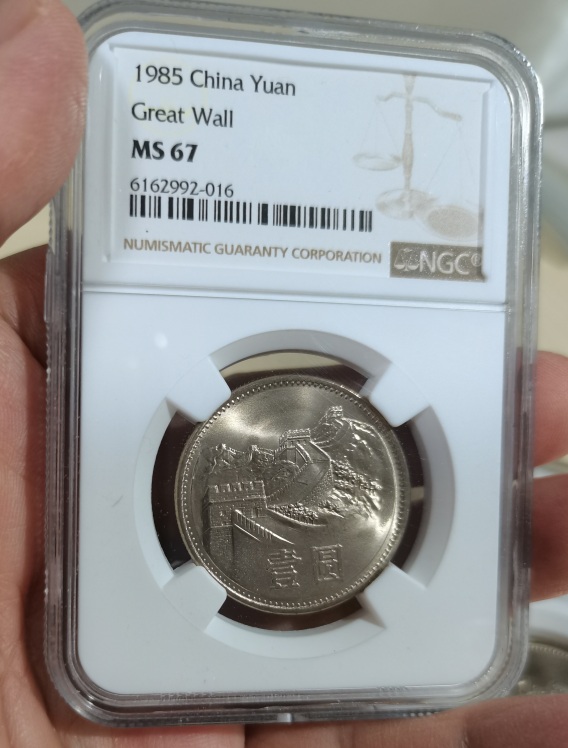 1985 China Yuan
Great Wall
MS 67
6162992-016
NUMISMATIC GUARANTY CORPORATION NGC®
壹圆